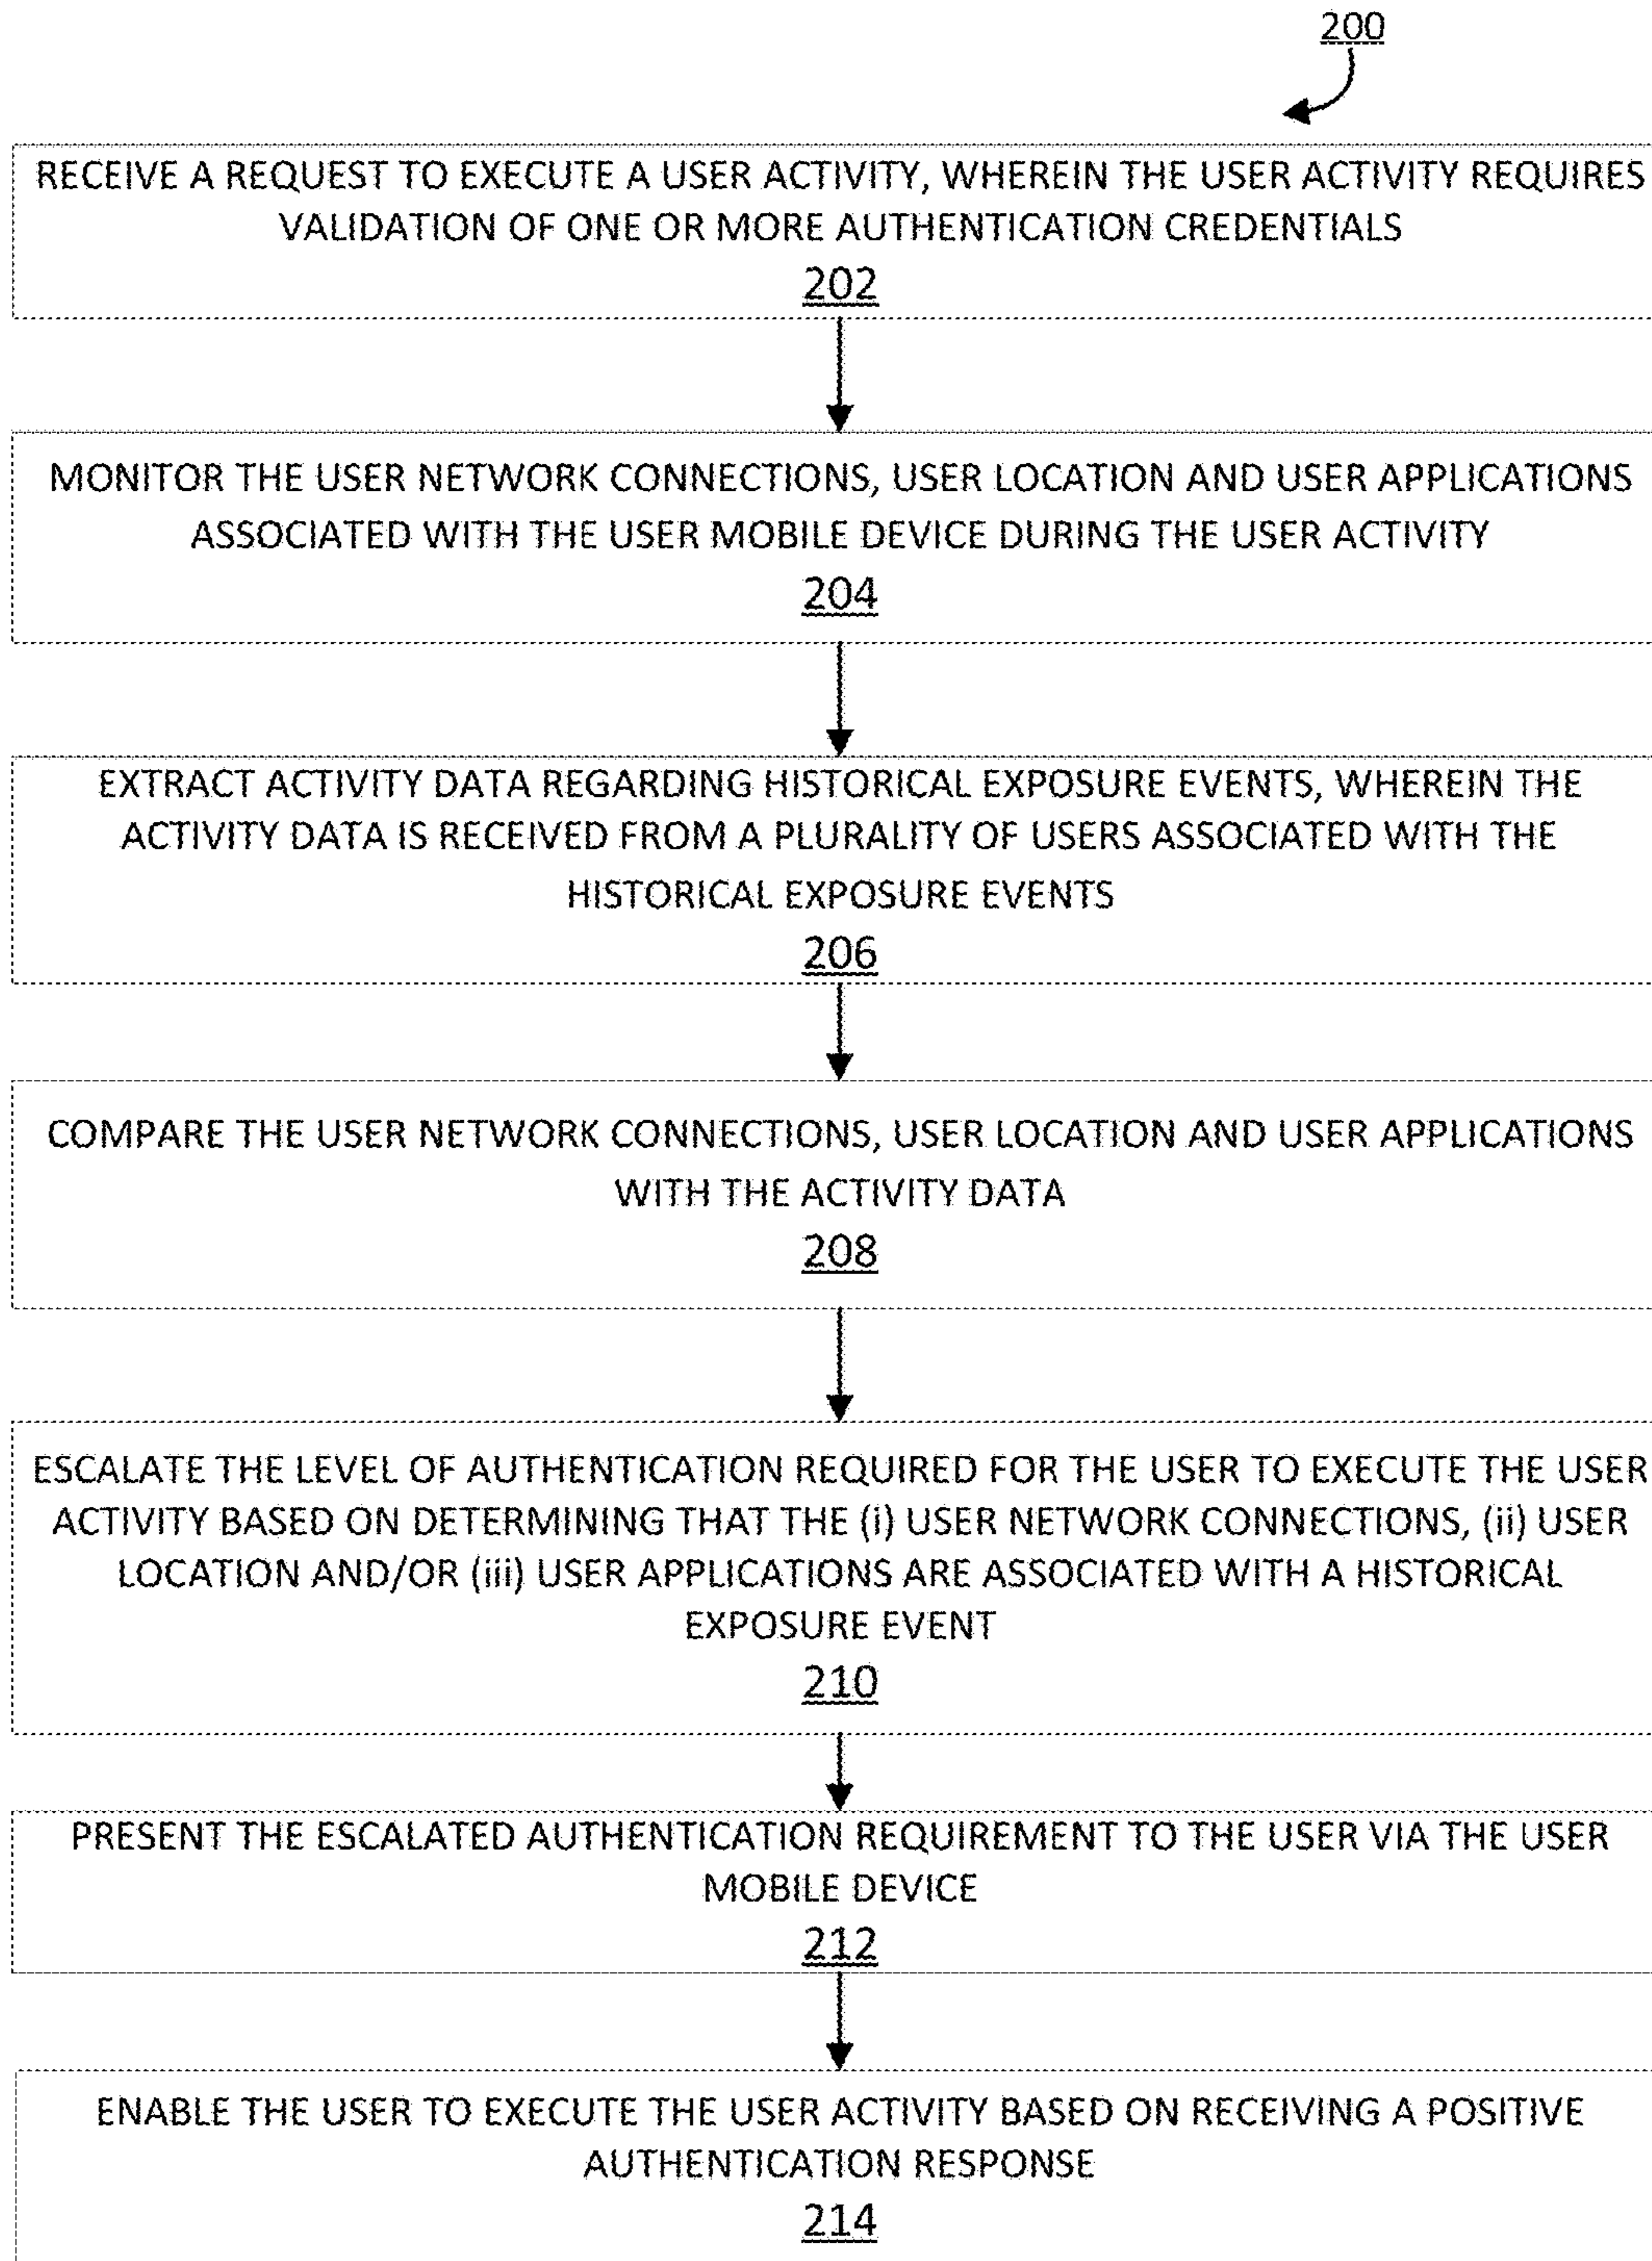 200
RECEIVE A REQUEST TO EXECUTE A USER ACTIVITY, WHEREIN THE USER ACTIVITY REQUIRES
VALIDATION OF ONE OR MORE AUTHENTICATION CREDENTIALS
202
MONITOR THE USER NETWORK CONNECTIONS, USER LOCATION AND USER APPLICATIONS
ASSOCIATED WITH THE USER MOBILE DEVICE DURING THE USER ACTIVITY
204
EXTRACT ACTIVITY DATA REGARDING HISTORICAL EXPOSURE EVENTS, WHEREIN THE
ACTIVITY DATA IS RECEIVED FROM A PLURALITY OF USERS ASSOCIATED WITH THE
HISTORICAL EXPOSURE EVENTS
206
COMPARE THE USER NETWORK CONNECTIONS, USER LOCATION AND USER APPLICATIONS
WITH THE ACTIVITY DATA
208
ESCALATE THE LEVEL OF AUTHENTICATION REQUIRED FOR THE USER TO EXECUTE THE USER
ACTIVITY BASED ON DETERMINING THAT THE (i) USER NETWORK CONNECTIONS, (ii) USER
LOCATION AND/OR (iii) USER APPLICATIONS ARE ASSOCIATED WITH A HISTORICAL
EXPOSURE EVENT
210
PRESENT THE ESCALATED AUTHENTICATION REQUIREMENT TO THE USER VIA THE USER
MOBILE DEVICE
212
ENABLE THE USER TO EXECUTE THE USER ACTIVITY BASED ON RECEIVING A POSITIVE
AUTHENTICATION RESPONSE
214